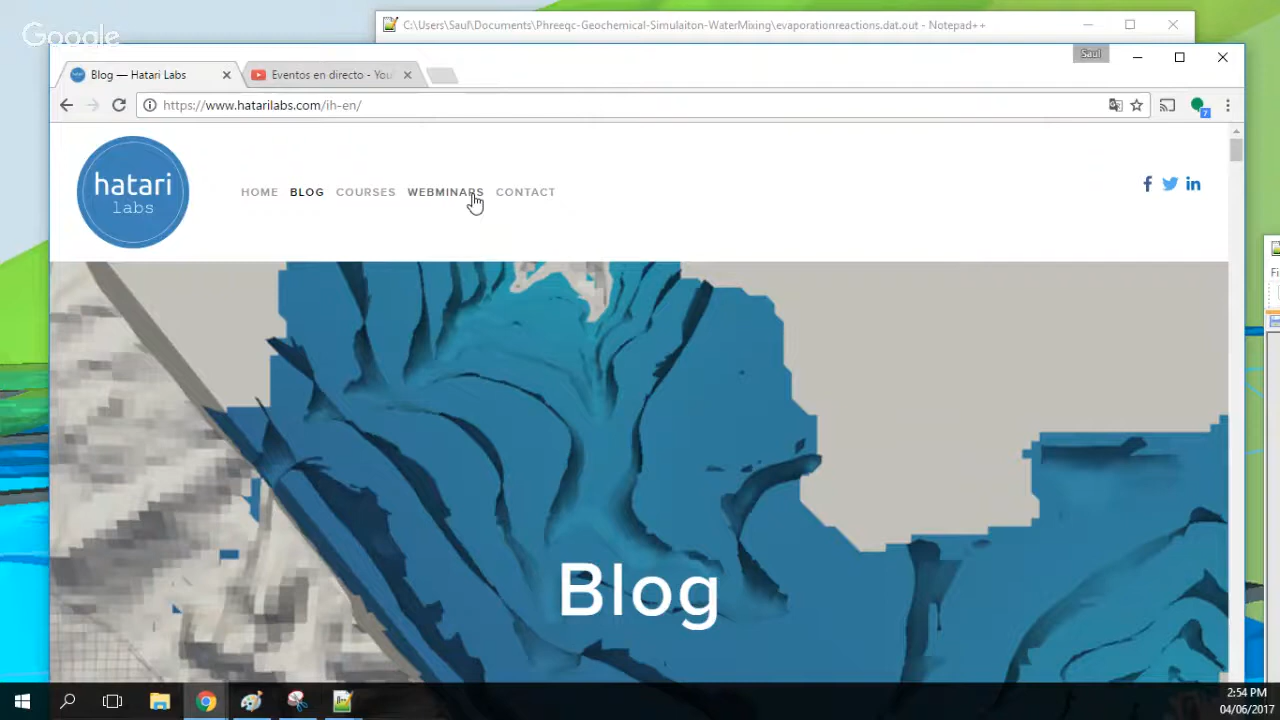 Google
C:\Users\Saul\Documents\Phreeqc-Geochemical-Simulaiton-WaterMixing\evaporationreactions.dat.out - Notepad++
Saul
Blog — Hatari Labs
Eventos en directo - You
https://www.hatarilabs.com/ih-en/
7
hatari
labs
HOME BLOG COURSES WEBMINARS CONTACT
Fi
Blog
2:54 PM
04/06/2017